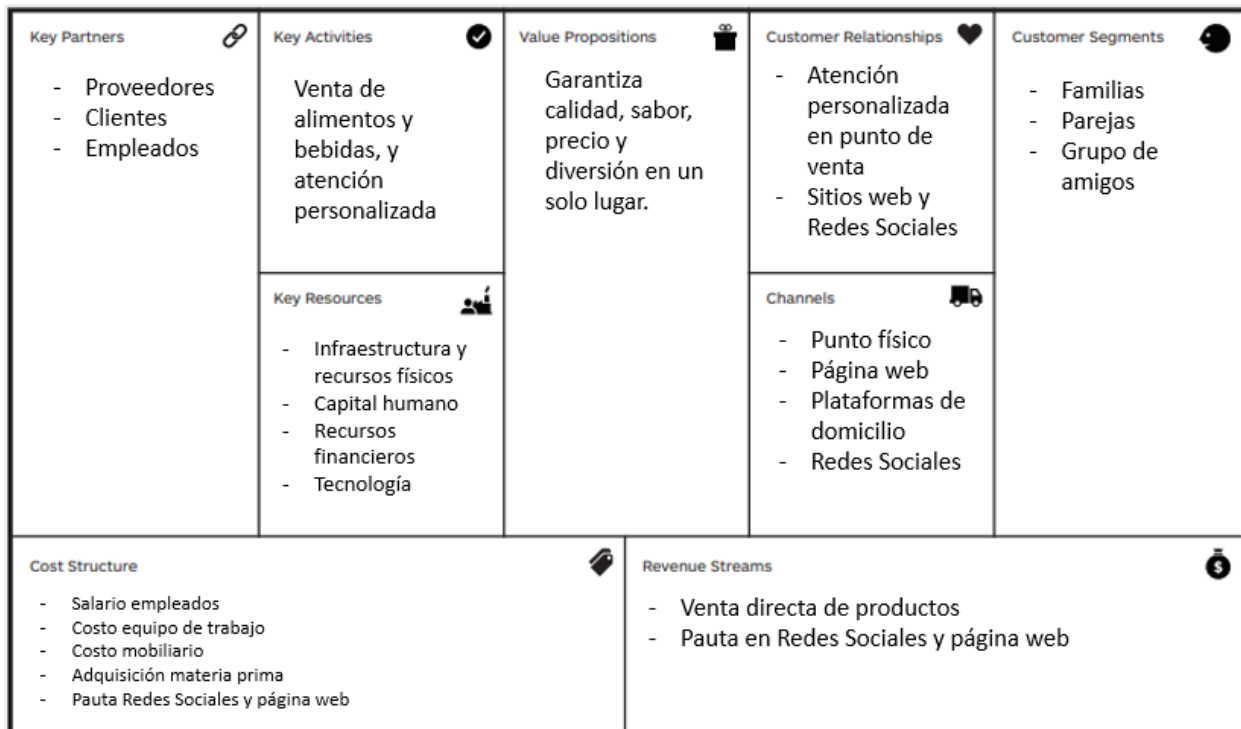 Key Partners
- Proveedores
- Clientes
- Empleados
Key Activities
Venta de
alimentos y
bebidas, y
atención
personalizada
Key Resources
- Infraestructura y
recursos físicos
- Capital humano
- Recursos
financieros
- Tecnología
Value Propositions
Garantiza
calidad, sabor,
precio y
diversión en un
solo lugar.
Customer Relationships
- Atención
personalizada
en punto de
venta
- Sitios web y
Redes Sociales
Channels
- Punto físico
- Página web
- Plataformas de
domicilio
- Redes Sociales
Customer Segments
- Familias
- Parejas
- Grupo de
amigos
Cost Structure
- Salario empleados
- Costo equipo de trabajo
- Costo mobiliario
- Adquisición materia prima
- Pauta Redes Sociales y página web
Revenue Streams
$
- Venta directa de productos
- Pauta en Redes Sociales y página web